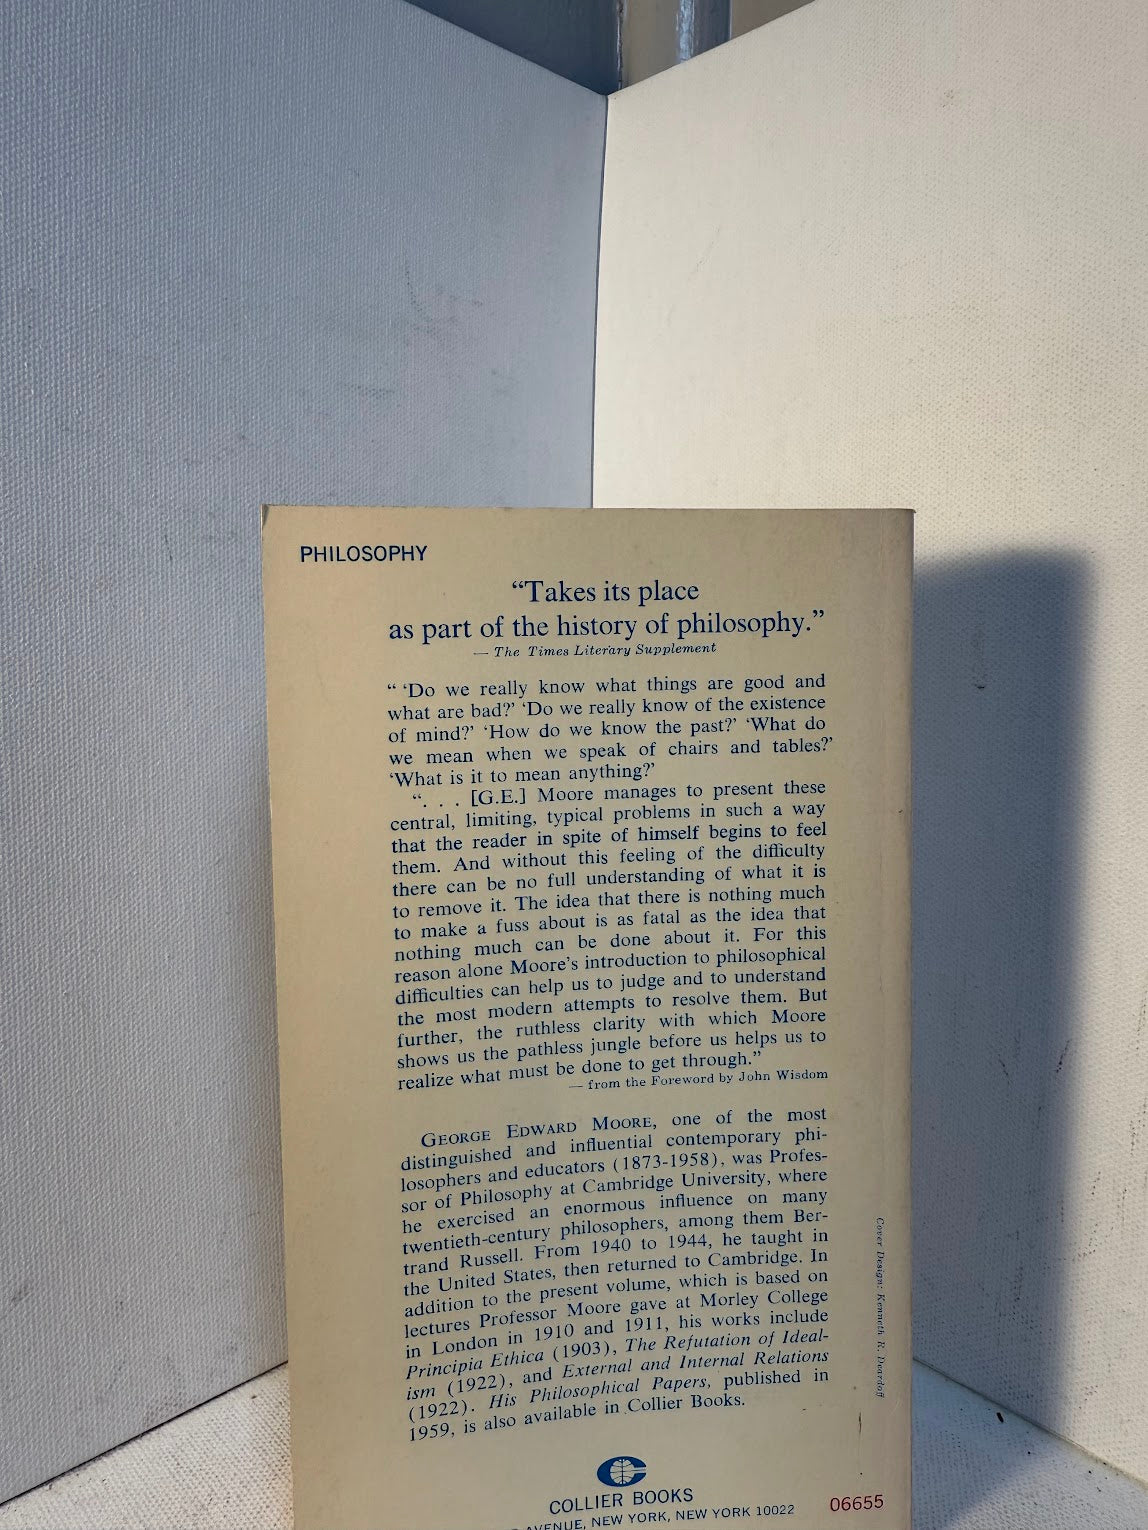 PHILOSOPHY
“Takes its place
as part of the history of philosophy.”
— The Times Literary Supplement
“ ‘Do we really know what things are good and
what are bad?’ ‘Do we really know of the existence
of mind?’ ‘How do we know the past?’ ‘What do
we mean when we speak of chairs and tables?’
‘What is it to mean anything?’
“. . . [G.E.] Moore manages to present these
central, limiting, typical problems in such a way
that the reader in spite of himself begins to feel
them. And without this feeling of the difficulty
there can be no full understanding of what it is
to remove it. The idea that there is nothing much
to make a fuss about is as fatal as the idea that
nothing much can be done about it. For this
reason alone Moore’s introduction to philosophical
difficulties can help us to judge and to understand
the most modern attempts to resolve them. But
further, the ruthless clarity with which Moore
shows us the pathless jungle before us helps us to
realize what must be done to get through.”
— from the Foreword by John Wisdom
GEORGE EDWARD MOORE, one of the most
distinguished and influential contemporary phi-
losophers and educators (1873-1958), was Profes-
sor of Philosophy at Cambridge University, where
he exercised an enormous influence on many
twentieth-century philosophers, among them Ber-
trand Russell. From 1940 to 1944, he taught in
the United States, then returned to Cambridge. In
addition to the present volume, which is based on
lectures Professor Moore gave at Morley College
in London in 1910 and 1911, his works include
Principia Ethica (1903), The Refutation of Ideal-
ism (1922), and External and Internal Relations
(1922). His Philosophical Papers, published in
1959, is also available in Collier Books.
Cover Design: Kenneth R. Deardoff
COLLIER BOOKS
AVENUE, NEW YORK, NEW YORK 10022
06655